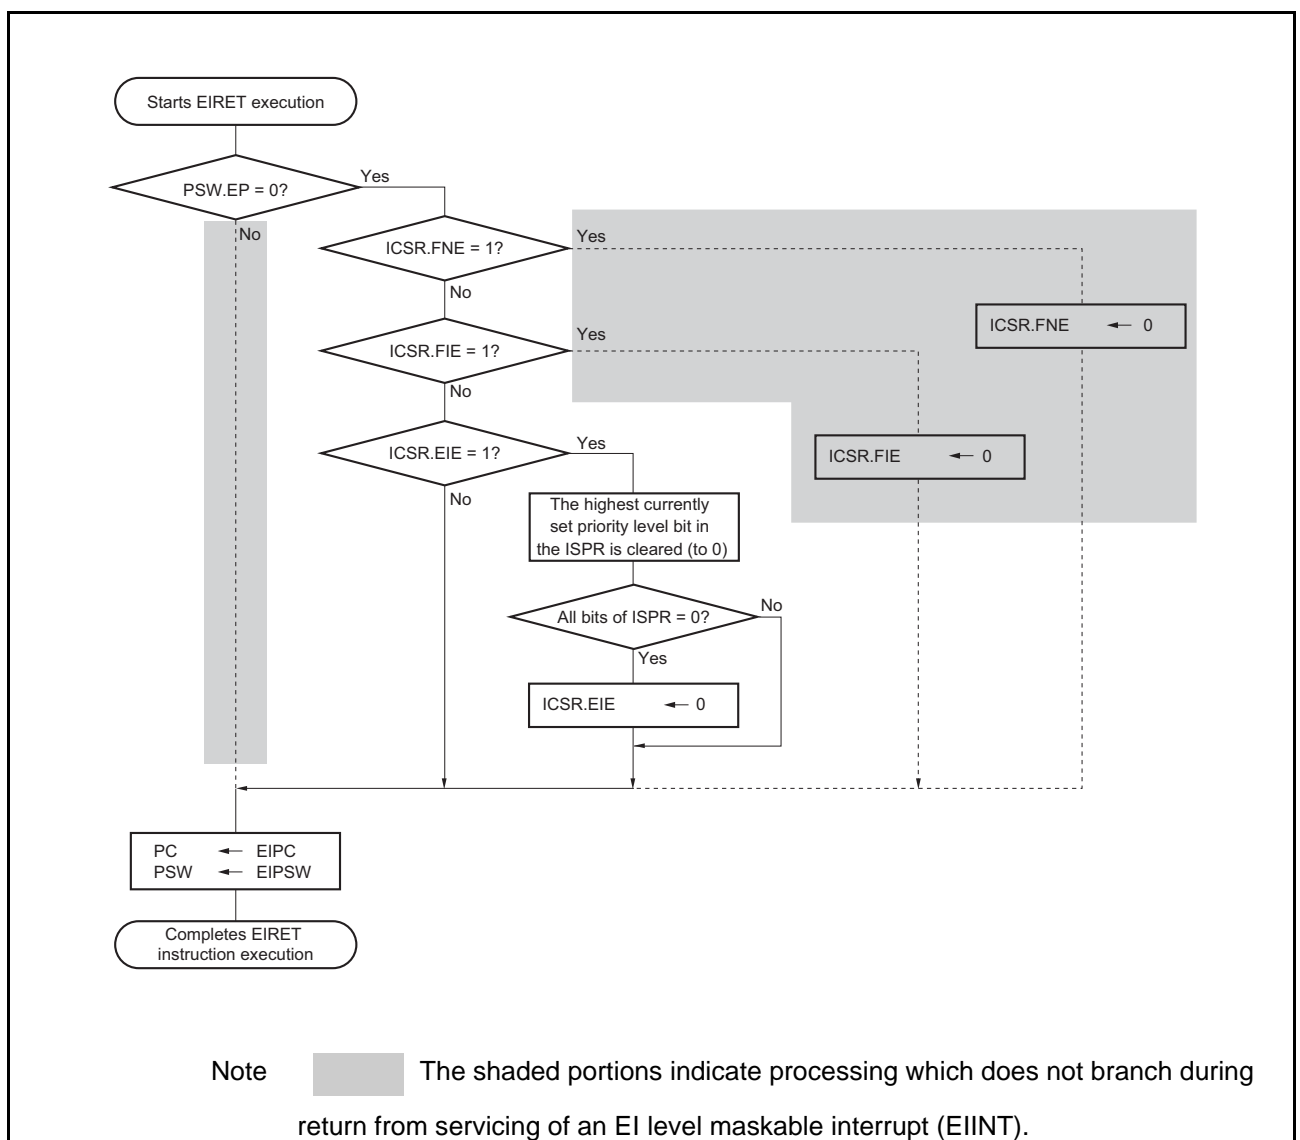 Starts EIRET execution
PSW.EP = 0?
Yes
No
ICSR.FNE = 1?
Yes
No
ICSR.FNE ← 0
ICSR.FIE = 1?
Yes
No
ICSR.FIE ← 0
ICSR.EIE = 1?
Yes
No
The highest currently
set priority level bit in
the ISPR is cleared (to 0)
All bits of ISPR = 0?
No
Yes
ICSR.EIE ← 0
PC ← EIPC
PSW ← EIPSW
Completes EIRET
instruction execution
Note The shaded portions indicate processing which does not branch during
return from servicing of an EI level maskable interrupt (EIINT).